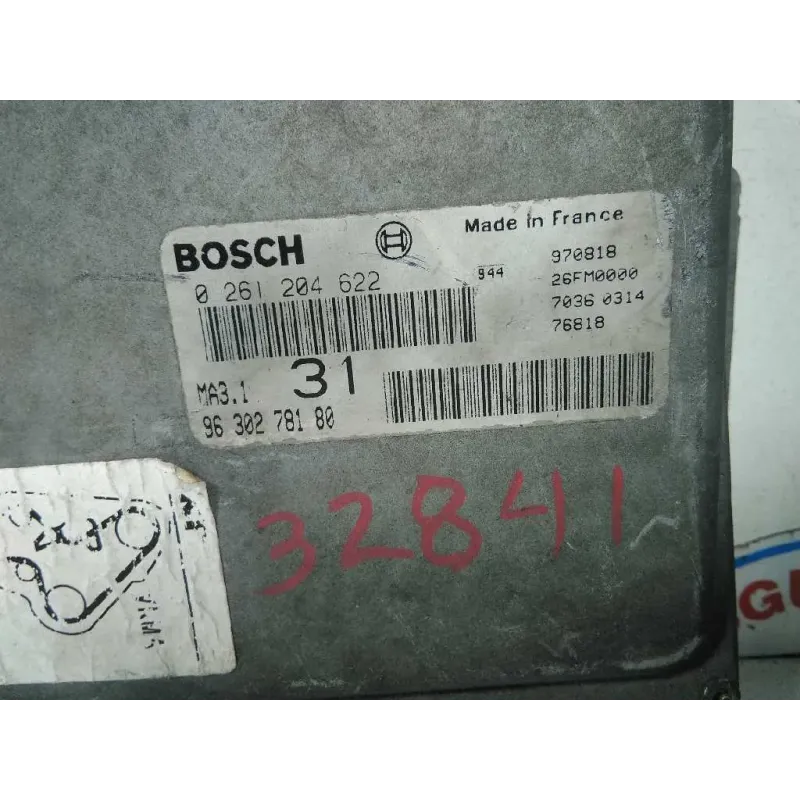 BOSCH
Made in France
0 261 204 622
944
970818
26FM0000
7036 0314
76818
MA3.1
31
96 302 781 80
32841
GU